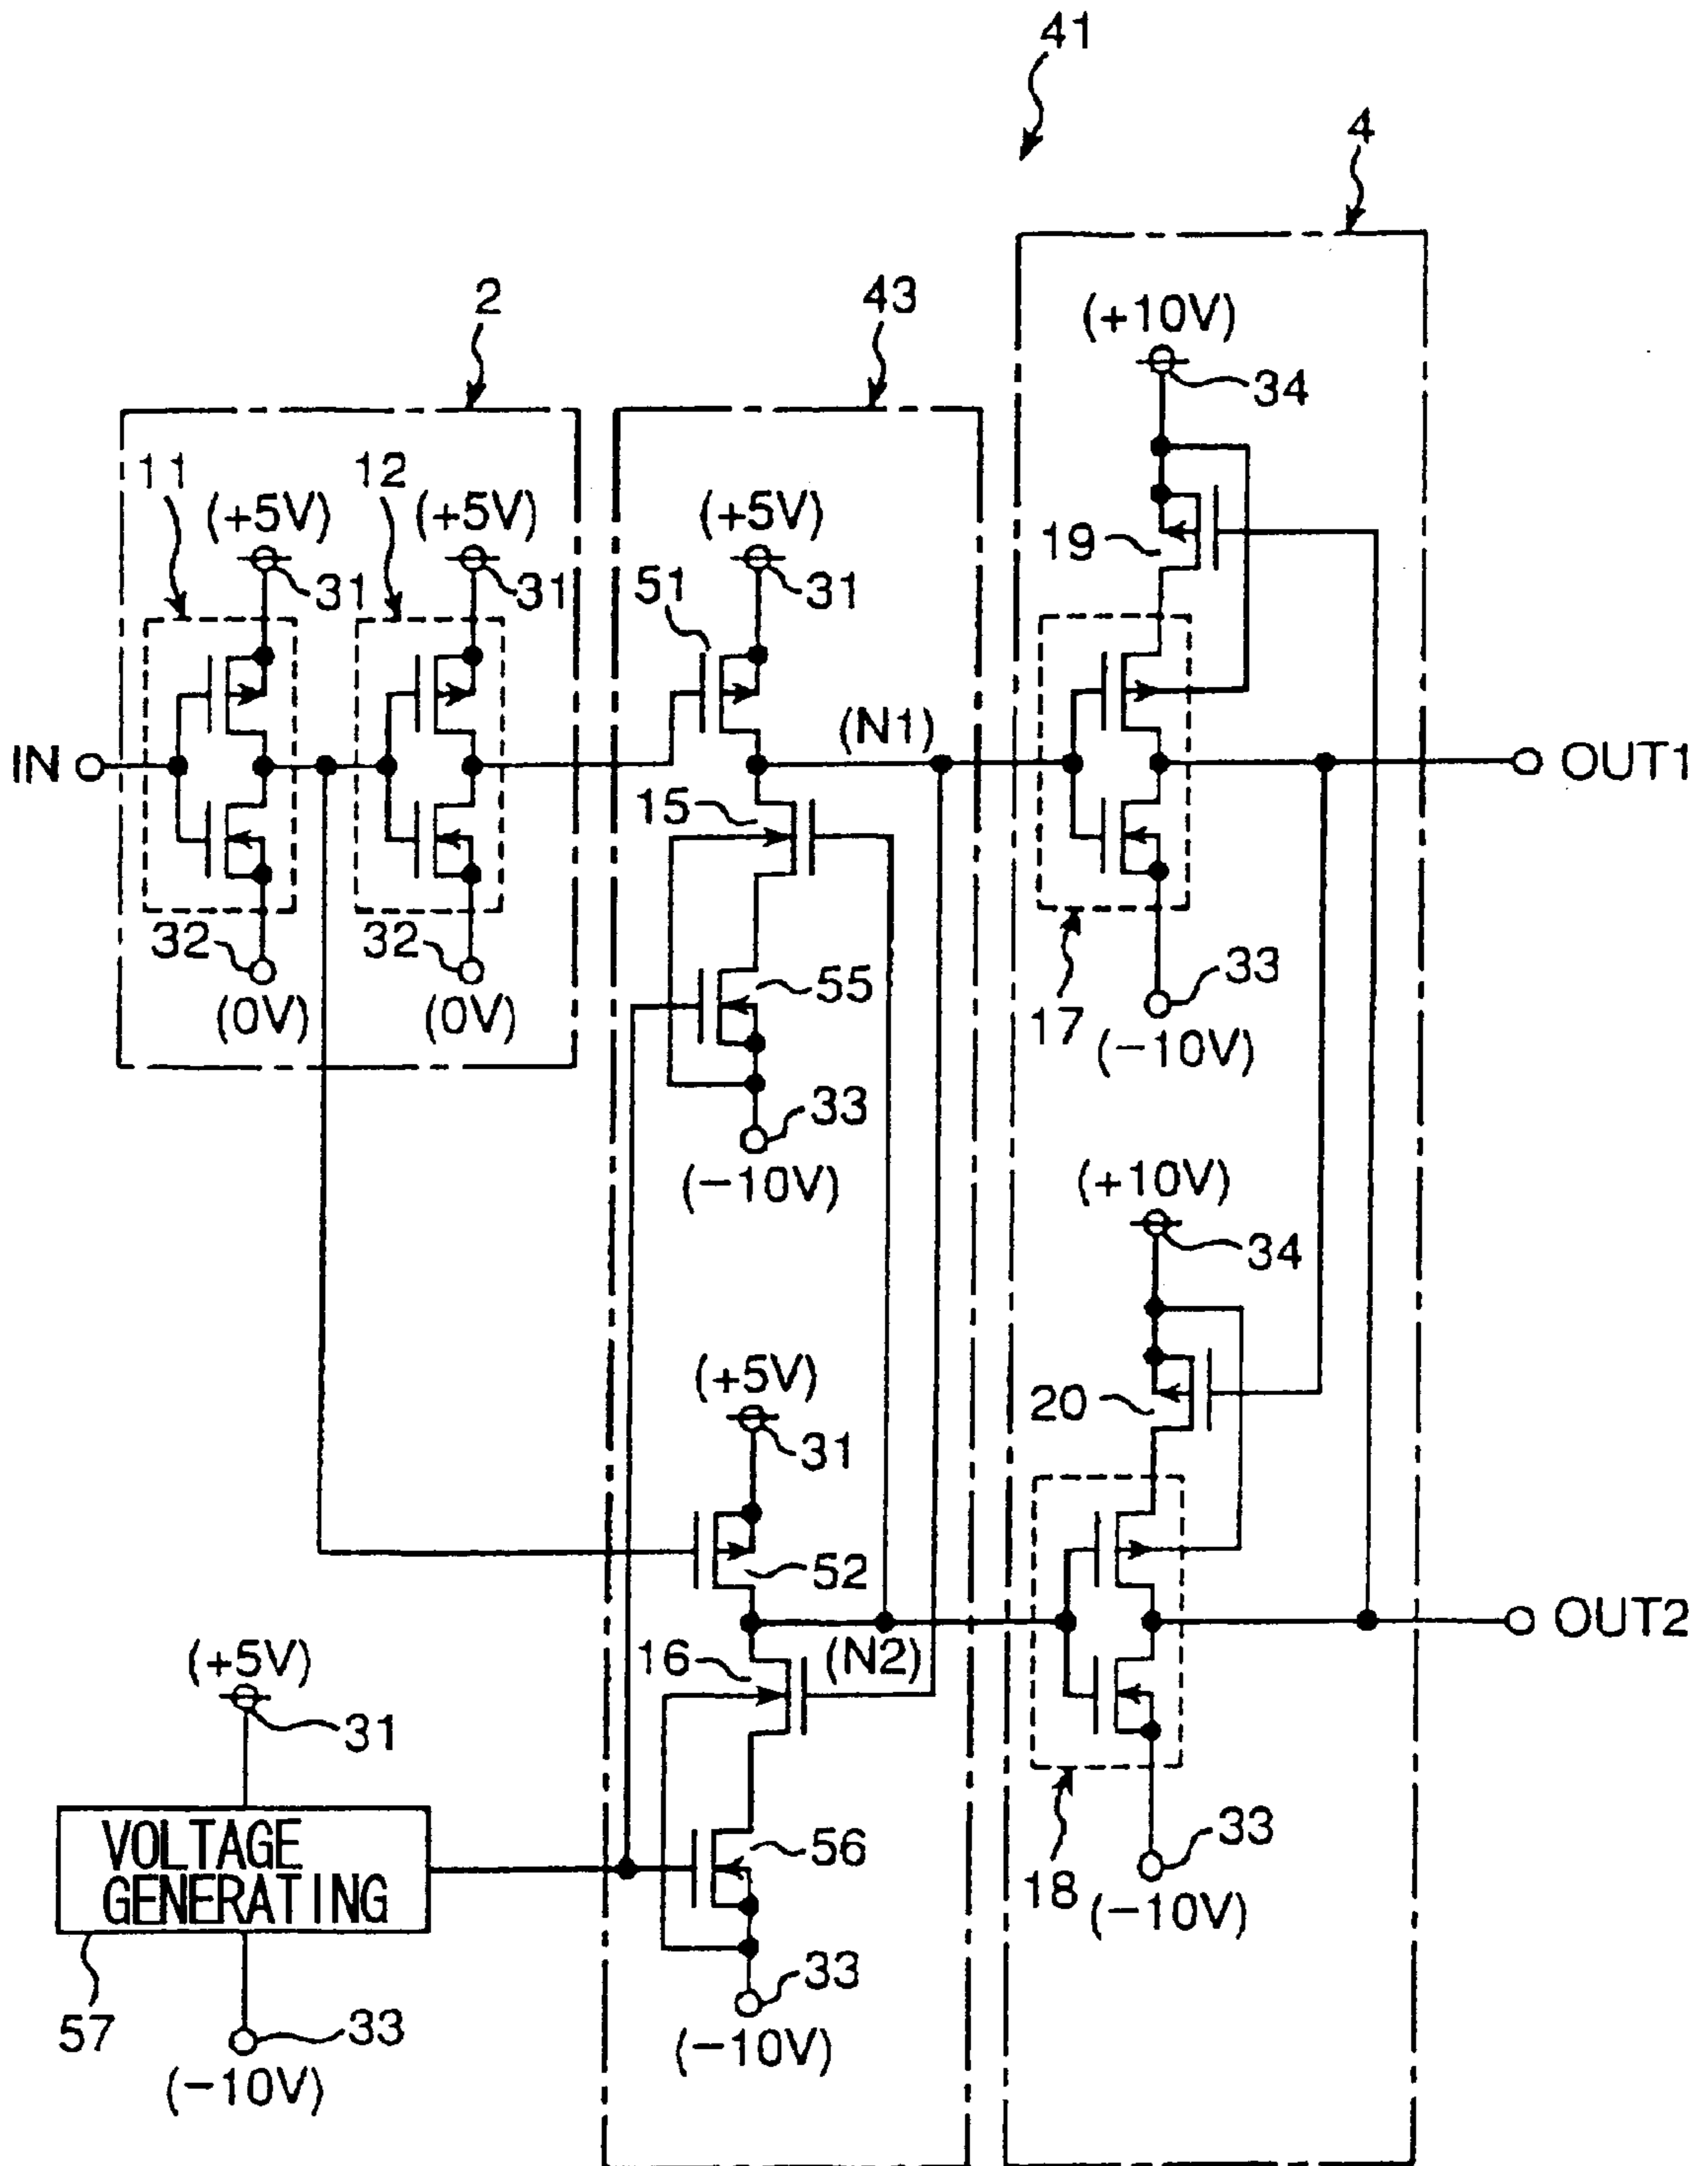 41
4
2
43
(+10V)
34
11
12
(+5V)
(+5V)
(+5V)
19
31
31
51
31
(N1)
IN
OUT1
15
32
32
55
33
(0V)
(0V)
17
(−10V)
33
(−10V)
(+10V)
34
(+5V)
20
31
52
OUT2
(+5V)
16
(N2)
31
VOLTAGE
GENERATING
56
33
18
(−10V)
33
57
33
(−10V)
(−10V)